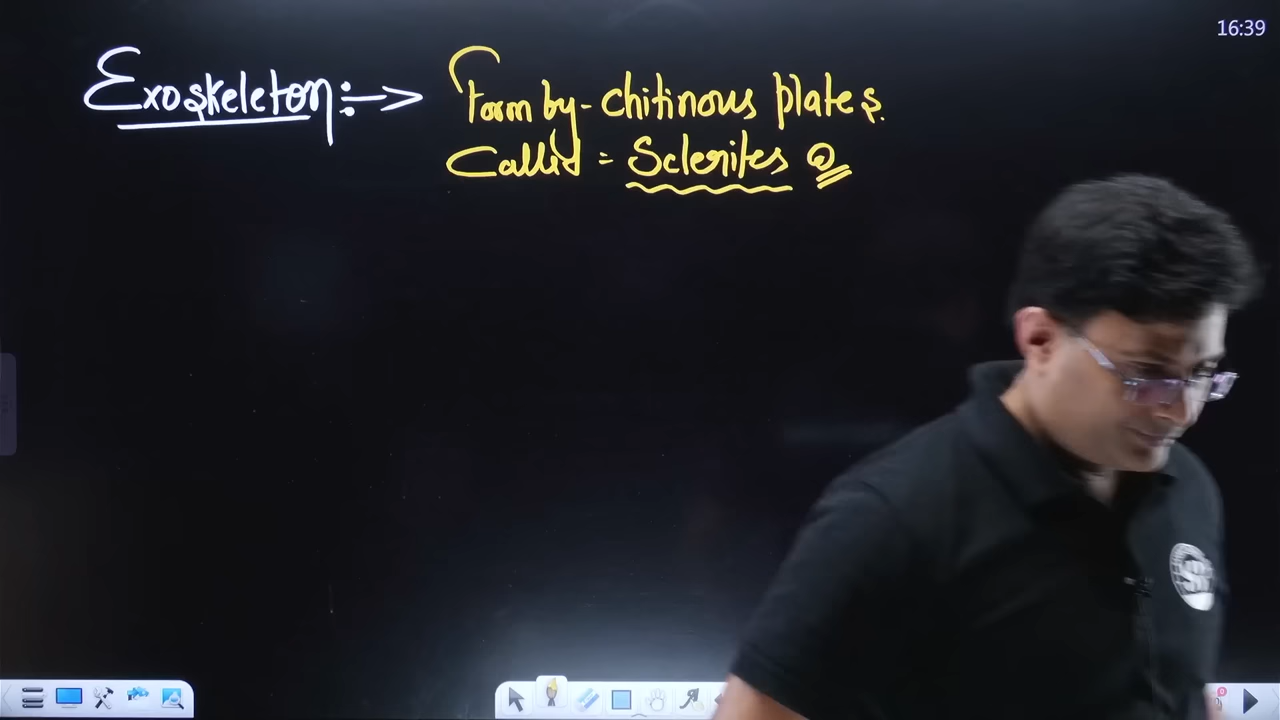 16:39
Exoskeleton :→ Form by - chitinous plates.
Callid = Sclerites